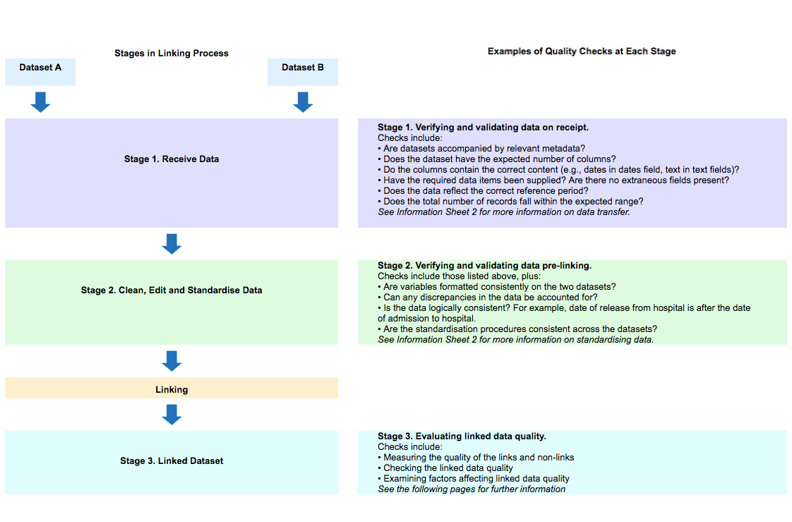 Stages in Linking Process
Examples of Quality Checks at Each Stage
Dataset A
Dataset B
Stage 1. Receive Data
Stage 1. Verifying and validating data on receipt.
Checks include:
• Are datasets accompanied by relevant metadata?
• Does the dataset have the expected number of columns?
• Do the columns contain the correct content (e.g., dates in dates field, text in text fields)?
• Have the required data items been supplied? Are there no extraneous fields present?
• Does the data reflect the correct reference period?
• Does the total number of records fall within the expected range?
See Information Sheet 2 for more information on data transfer.
Stage 2. Clean, Edit and Standardise Data
Stage 2. Verifying and validating data pre-linking.
Checks include those listed above, plus:
• Are variables formatted consistently on the two datasets?
• Can any discrepancies in the data be accounted for?
• Is the data logically consistent? For example, date of release from hospital is after the date
of admission to hospital.
• Are the standardisation procedures consistent across the datasets?
See Information Sheet 2 for more information on standardising data.
Linking
Stage 3. Linked Dataset
Stage 3. Evaluating linked data quality.
Checks include:
• Measuring the quality of the links and non-links
• Checking the linked data quality
• Examining factors affecting linked data quality
See the following pages for further information